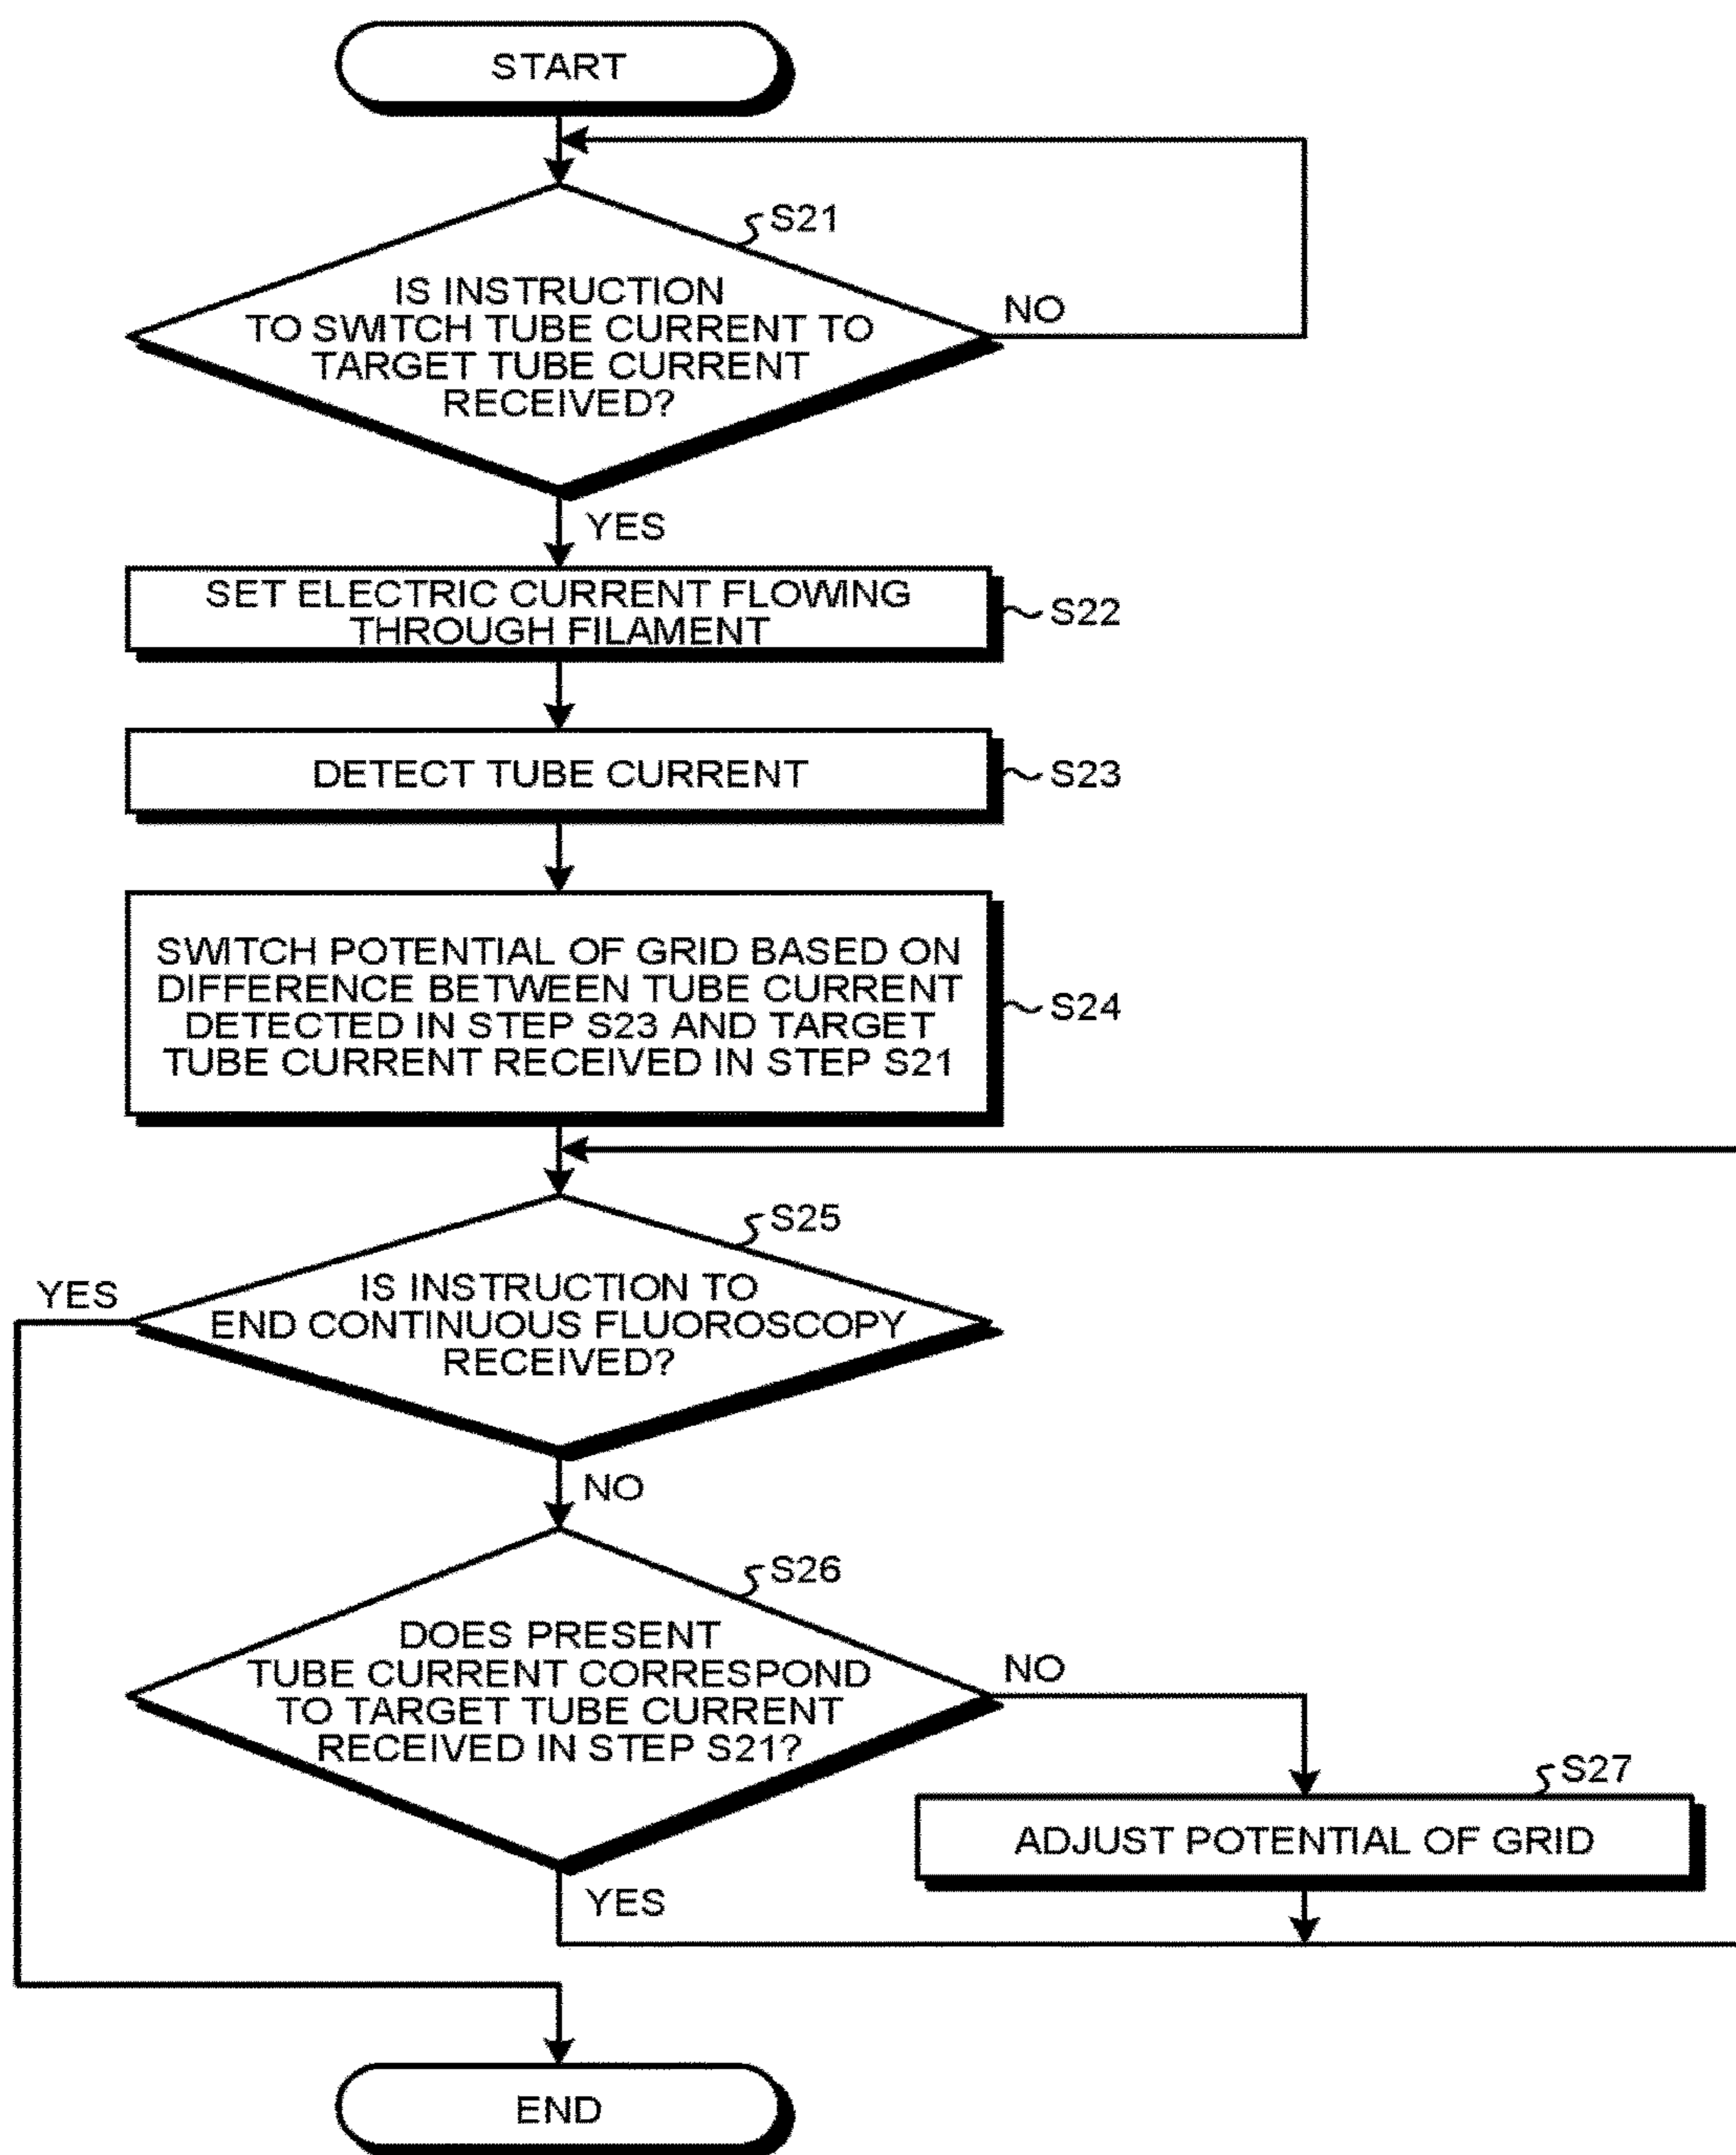 START
S21
IS INSTRUCTION
TO SWITCH TUBE CURRENT TO
TARGET TUBE CURRENT
RECEIVED?
NO
YES
SET ELECTRIC CURRENT FLOWING
THROUGH FILAMENT
S22
DETECT TUBE CURRENT
S23
SWITCH POTENTIAL OF GRID BASED ON
DIFFERENCE BETWEEN TUBE CURRENT
DETECTED IN STEP S23 AND TARGET
TUBE CURRENT RECEIVED IN STEP S21
S24
S25
YES
IS INSTRUCTION TO
END CONTINUOUS FLUOROSCOPY
RECEIVED?
NO
S26
DOES PRESENT
TUBE CURRENT CORRESPOND
TO TARGET TUBE CURRENT
RECEIVED IN STEP S21?
NO
S27
ADJUST POTENTIAL OF GRID
YES
END